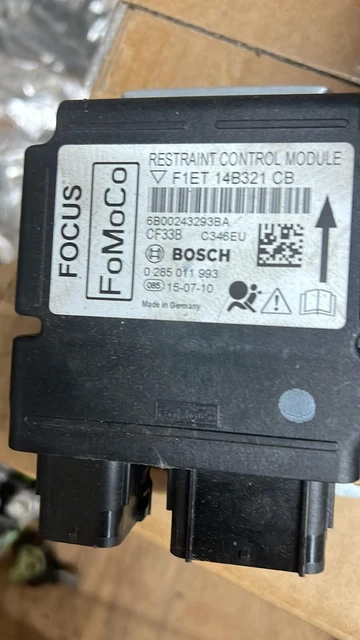 FOCUS
FoMoCo
RESTRAINT CONTROL MODULE
F1ET 14B321 CB
6B00243293BA
CF33B C346EU
BOSCH
0 285 011 993
085 15-07-10
Made in Germany
FoMoCo